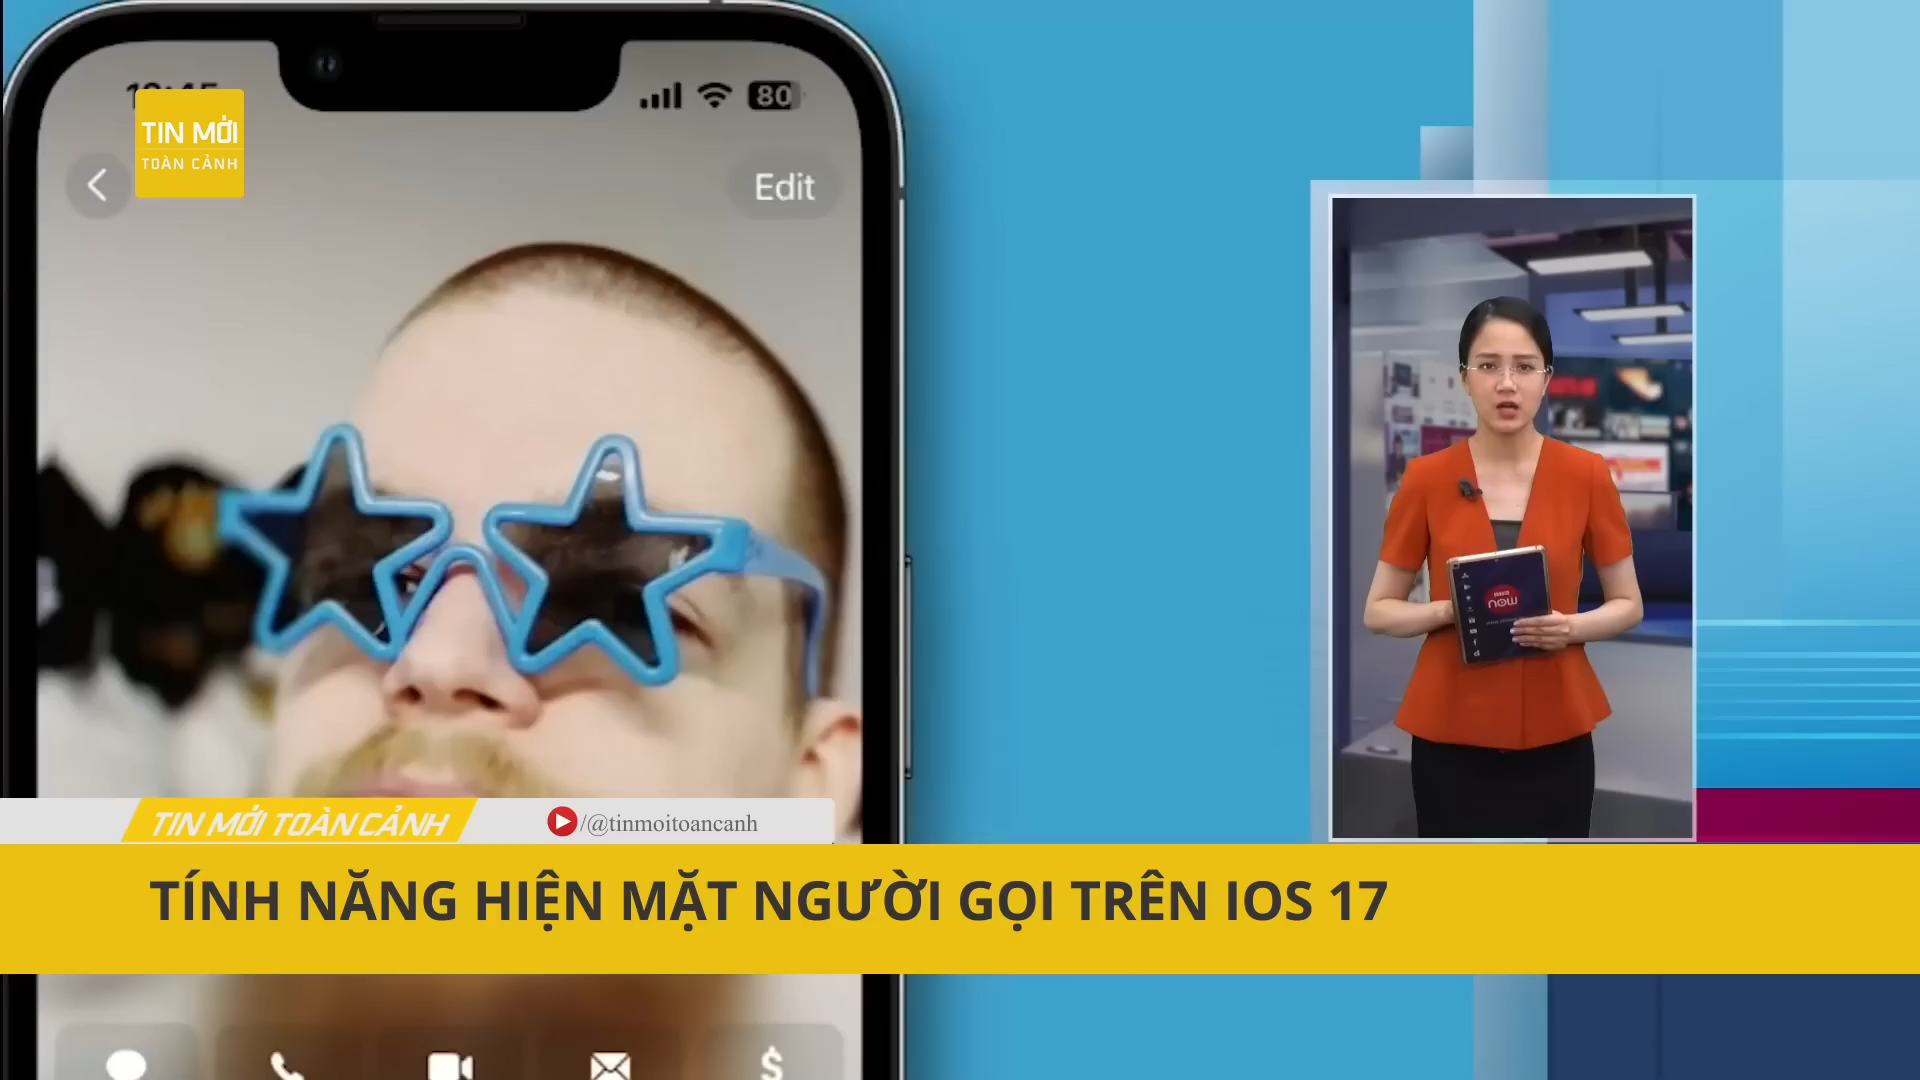 80
TIN MỚI
TOÀN CẢNH
Edit
now
TIN MỚI TOÀN CẢNH
/@tinmoitoancanh
TÍNH NĂNG HIỆN MẶT NGƯỜI GỌI TRÊN IOS 17
$